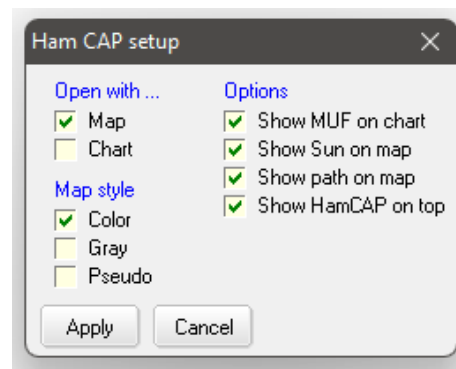 Ham CAP setup
Open with ...
Map
Chart
Map style
Color
Gray
Pseudo
Options
Show MUF on chart
Show Sun on map
Show path on map
Show HamCAP on top
Apply
Cancel